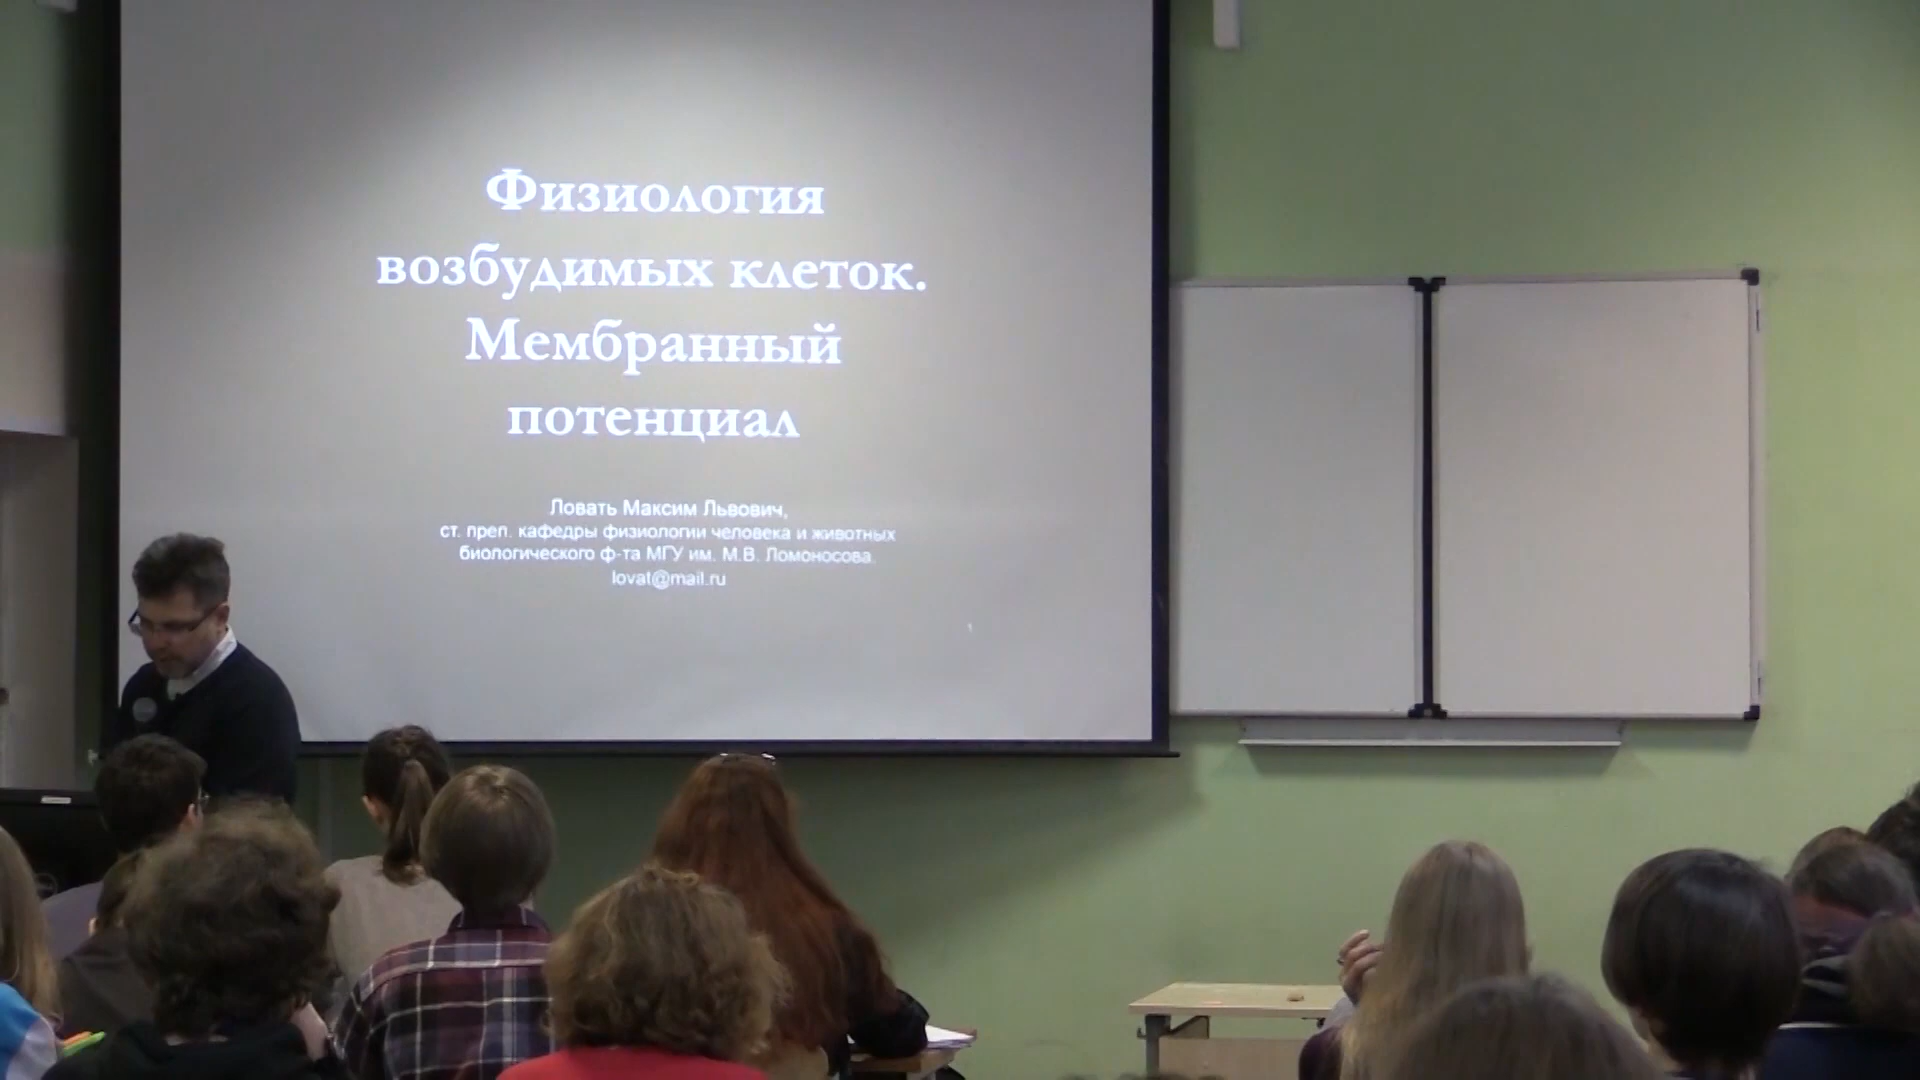 Физиология
возбудимых клеток.
Мембранный
потенциал
Ловать Максим Львович,
ст. преп. кафедры физиологии человека и животных
биологического ф-та МГУ им. М.В. Ломоносова.
lovat@mail.ru
1